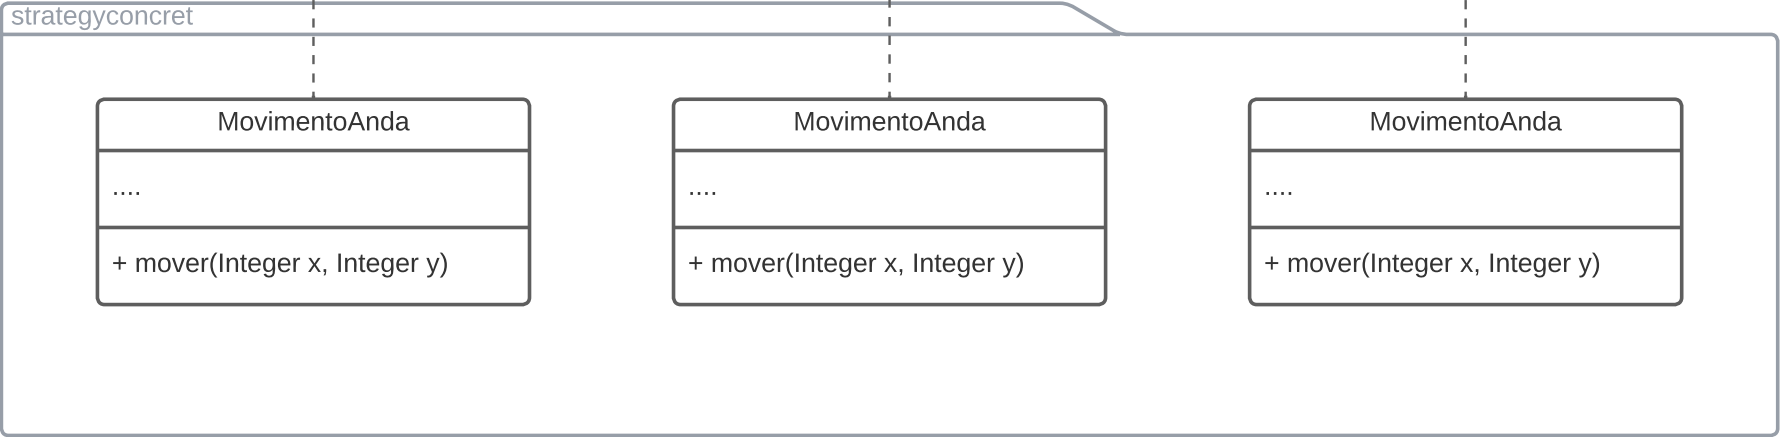 strategyconcret
MovimentoAnda
....
+ mover(Integer x, Integer y)
MovimentoAnda
....
+ mover(Integer x, Integer y)
MovimentoAnda
....
+ mover(Integer x, Integer y)